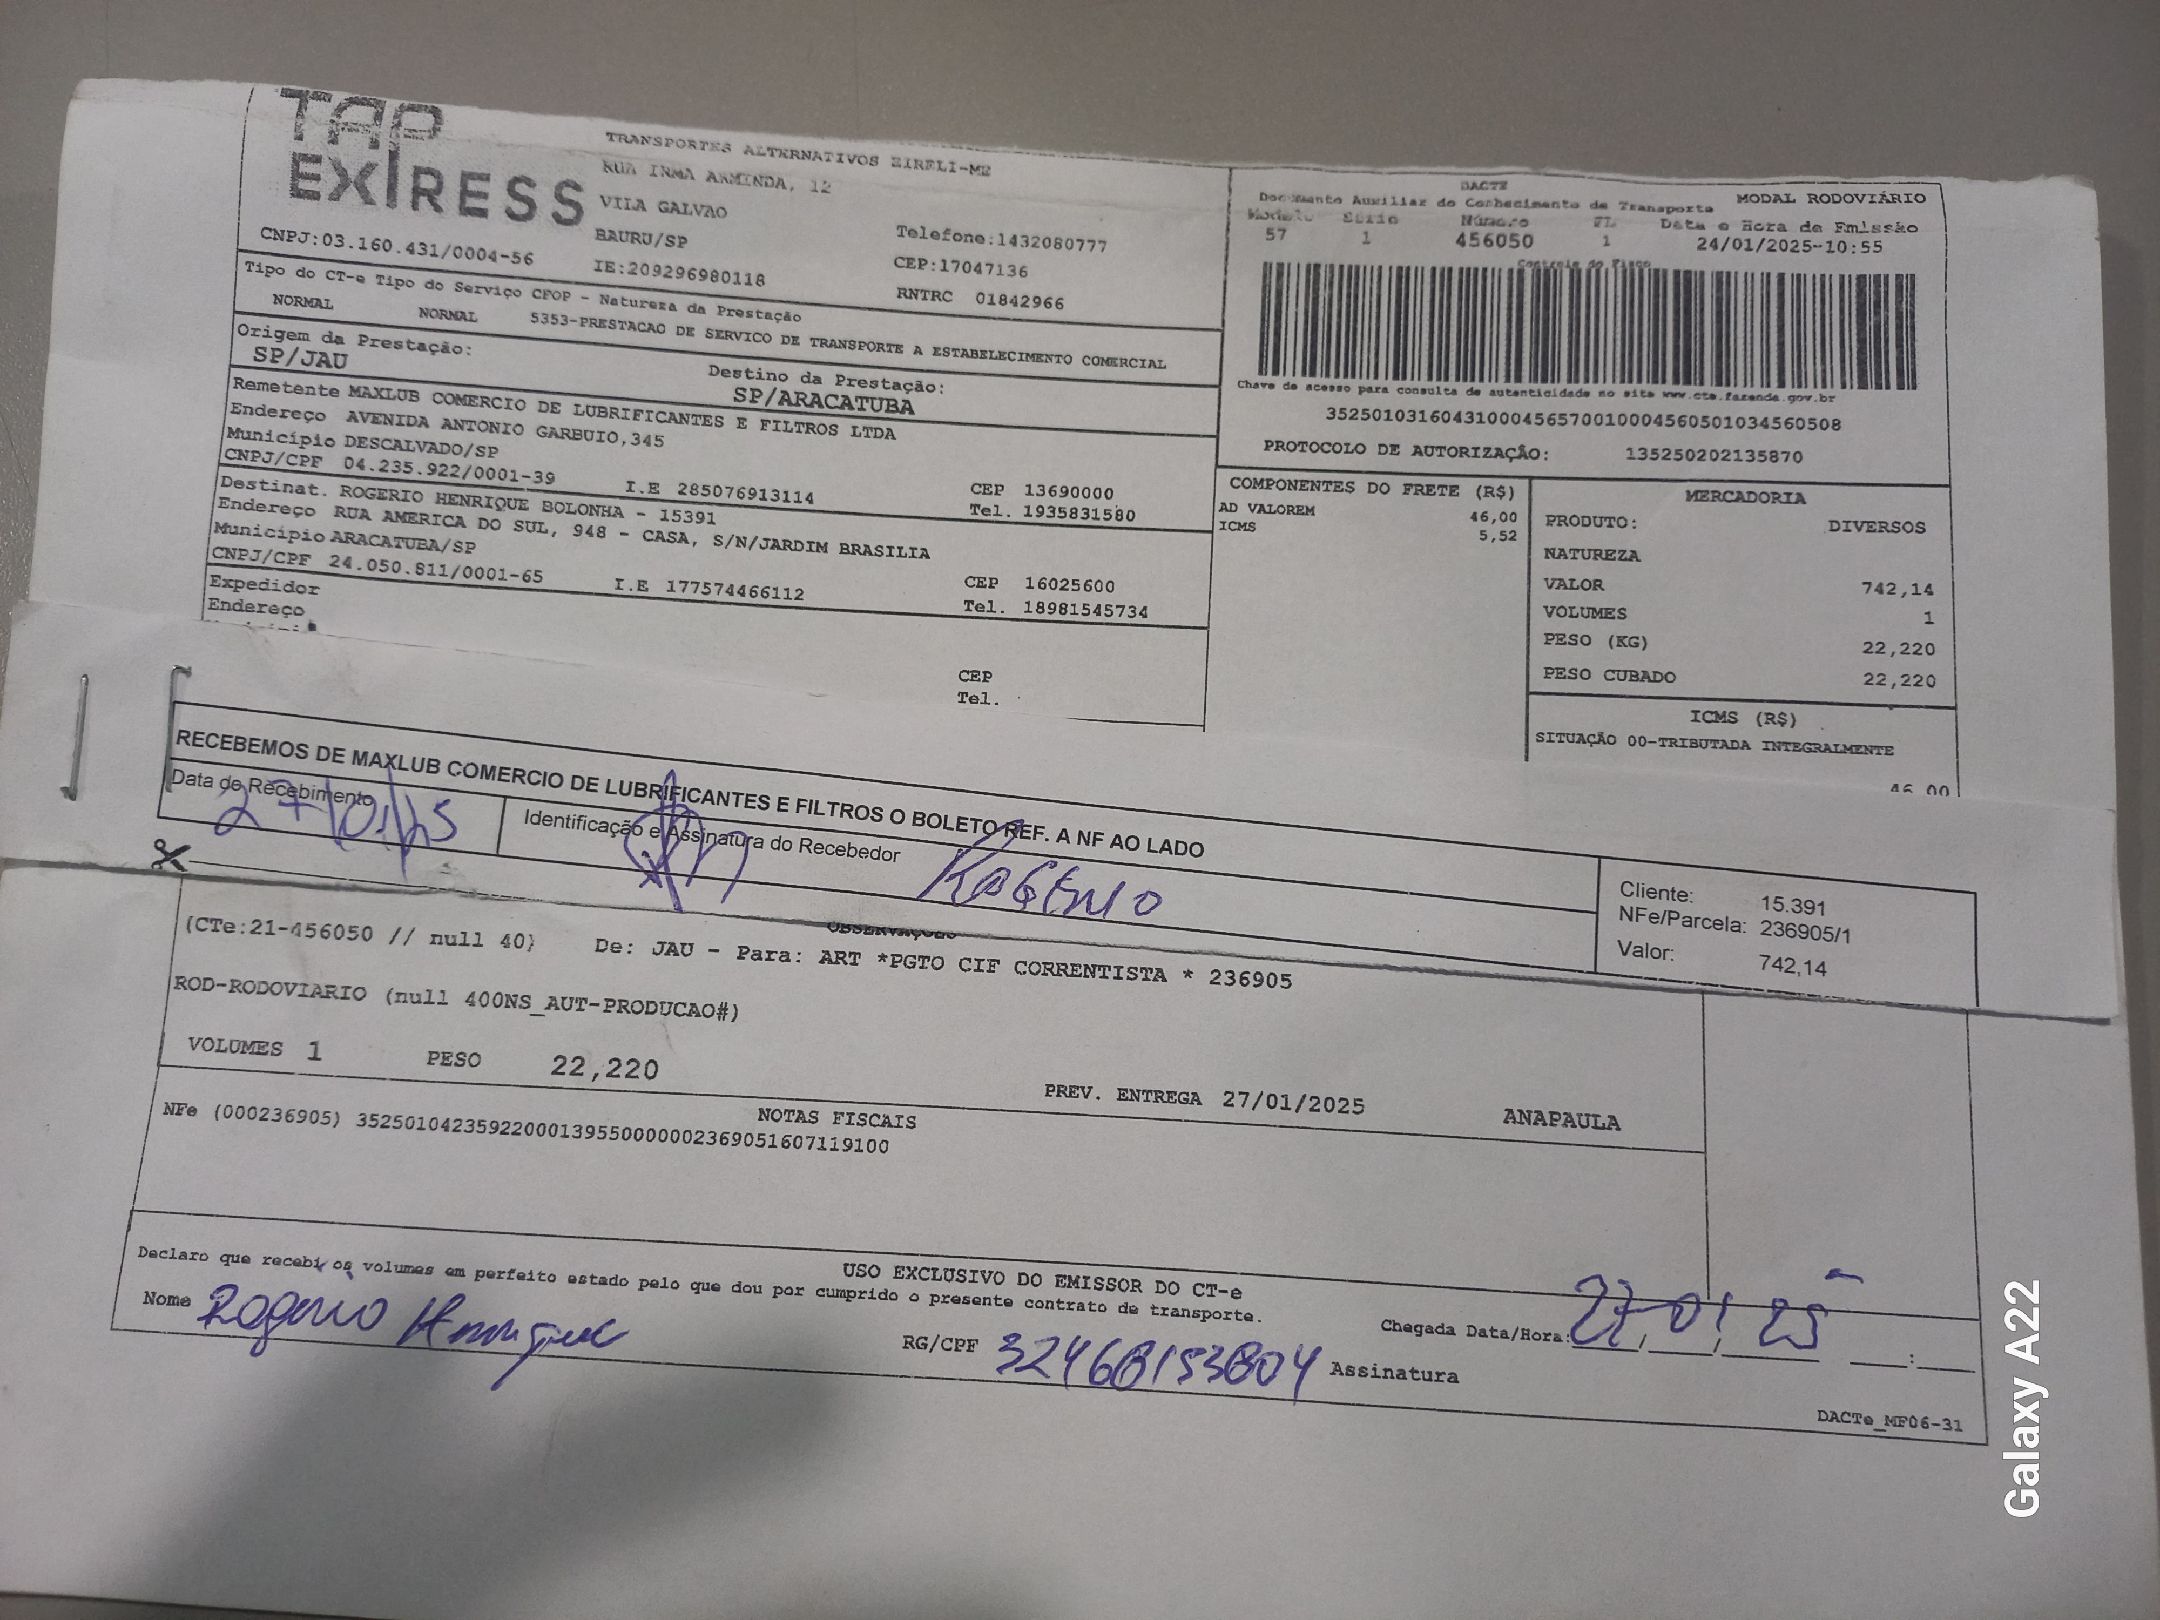 TAP
EXPRESS
TRANSPORTES ALTERNATIVOS EIRELI-ME
RUA IRMA ARMINDA, 12
VILA GALVAO
BAURU/SP
Telefone:1432080777
CNPJ:03.160.431/0004-56
IE:209296980118
CEP:17047136
RNTRC 01842966
Tipo do CT-e Tipo do Serviço CFOP - Natureza da Prestação
NORMAL NORMAL 5353-PRESTACAO DE SERVICO DE TRANSPORTE A ESTABELECIMENTO COMERCIAL
Origem da Prestação:
SP/JAU
Destino da Prestação:
SP/ARACATUBA
Remetente MAXLUB COMERCIO DE LUBRIFICANTES E FILTROS LTDA
Endereço AVENIDA ANTONIO GARBUIO,345
Município DESCALVADO/SP
CEP 13690000
CNPJ/CPF 04.235.922/0001-39 I.E 285076913114 Tel. 1935831580
Destinat. ROGERIO HENRIQUE BOLONHA - 15391
Endereço RUA AMERICA DO SUL, 948 - CASA, S/N/JARDIM BRASILIA
Município ARACATUBA/SP
CEP 16025600
CNPJ/CPF 24.050.811/0001-65 I.E 177574466112 Tel. 18981545734
Expedidor
Endereço
CEP
Tel.
DACTE
Documento Auxiliar do Conhecimento de Transporte MODAL RODOVIÁRIO
Modelo Série Número FL Data e Hora de Emissão
57 1 456050 1 24/01/2025-10:55
Controle do Fisco
Chave de acesso para consulta de autenticidade no site www.cte.fazenda.gov.br
35250103160431000456570010004560501034560508
PROTOCOLO DE AUTORIZAÇÃO: 135250202135870
COMPONENTES DO FRETE (R$)
AD VALOREM 46,00
ICMS 5,52
MERCADORIA
PRODUTO: DIVERSOS
NATUREZA
VALOR 742,14
VOLUMES 1
PESO (KG) 22,220
PESO CUBADO 22,220
ICMS (R$)
SITUAÇÃO 00-TRIBUTADA INTEGRALMENTE
46,00
RECEBEMOS DE MAXLUB COMERCIO DE LUBRIFICANTES E FILTROS O BOLETO REF. A NF AO LADO
Data do Recebimento
27/01/25
Identificação e Assinatura do Recebedor
Rogerio
Cliente: 15.391
NFe/Parcela: 236905/1
Valor: 742,14
OBSERVAÇÕES
(CTe:21-456050 // null 40) De: JAU - Para: ART *PGTO CIF CORRENTISTA * 236905
ROD-RODOVIARIO (null 400NS_AUT-PRODUCAO#)
VOLUMES 1 PESO 22,220
PREV. ENTREGA 27/01/2025 ANAPAULA
NOTAS FISCAIS
NFe (000236905) 35250104235922000139550000002369051607119100
USO EXCLUSIVO DO EMISSOR DO CT-e
Declaro que recebi os volumes em perfeito estado pelo que dou por cumprido o presente contrato de transporte.
Nome Rogério Henrique RG/CPF 32468153804 Assinatura
Chegada Data/Hora: 27/01/25 __:__
DACTe_MF06-31
Galaxy A22